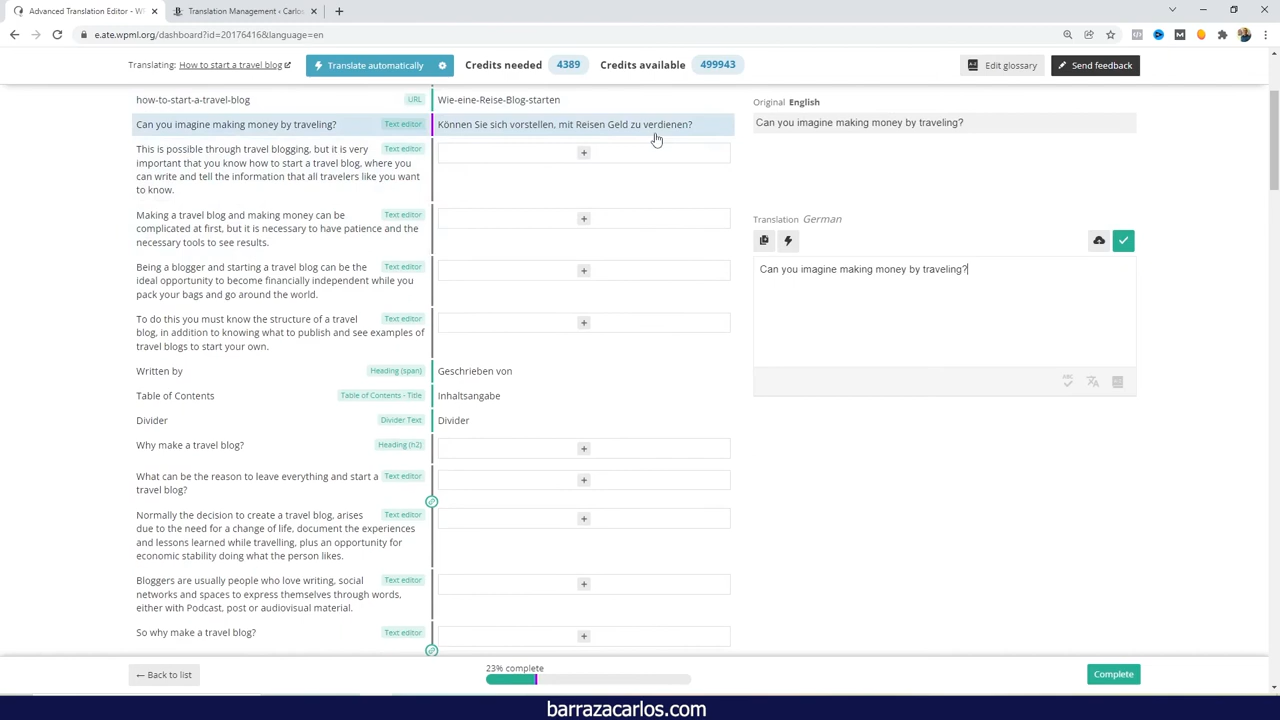 Advanced Translation Editor - WP
Translation Management ‹ Carlos
e.ate.wpml.org/dashboard?id=20176416&language=en
Translating: How to start a travel blog
Translate automatically
Credits needed 4389
Credits available 499943
Edit glossary
Send feedback
how-to-start-a-travel-blog
URL
Wie-eine-Reise-Blog-starten
Can you imagine making money by traveling?
Text editor
Können Sie sich vorstellen, mit Reisen Geld zu verdienen?
This is possible through travel blogging, but it is very
important that you know how to start a travel blog, where you
can write and tell the information that all travelers like you want
to know.
Text editor
Making a travel blog and making money can be
complicated at first, but it is necessary to have patience and the
necessary tools to see results.
Text editor
Being a blogger and starting a travel blog can be the
ideal opportunity to become financially independent while you
pack your bags and go around the world.
Text editor
To do this you must know the structure of a travel
blog, in addition to knowing what to publish and see examples of
travel blogs to start your own.
Text editor
Written by
Heading (span)
Geschrieben von
Table of Contents
Table of Contents - Title
Inhaltsangabe
Divider
Divider Text
Divider
Why make a travel blog?
Heading (h2)
What can be the reason to leave everything and start a
travel blog?
Text editor
Normally the decision to create a travel blog, arises
due to the need for a change of life, document the experiences
and lessons learned while travelling, plus an opportunity for
economic stability doing what the person likes.
Text editor
Bloggers are usually people who love writing, social
networks and spaces to express themselves through words,
either with Podcast, post or audiovisual material.
Text editor
So why make a travel blog?
Text editor
Original English
Can you imagine making money by traveling?
Translation German
Can you imagine making money by traveling?
ABC
← Back to list
23% complete
Complete
barrazacarlos.com